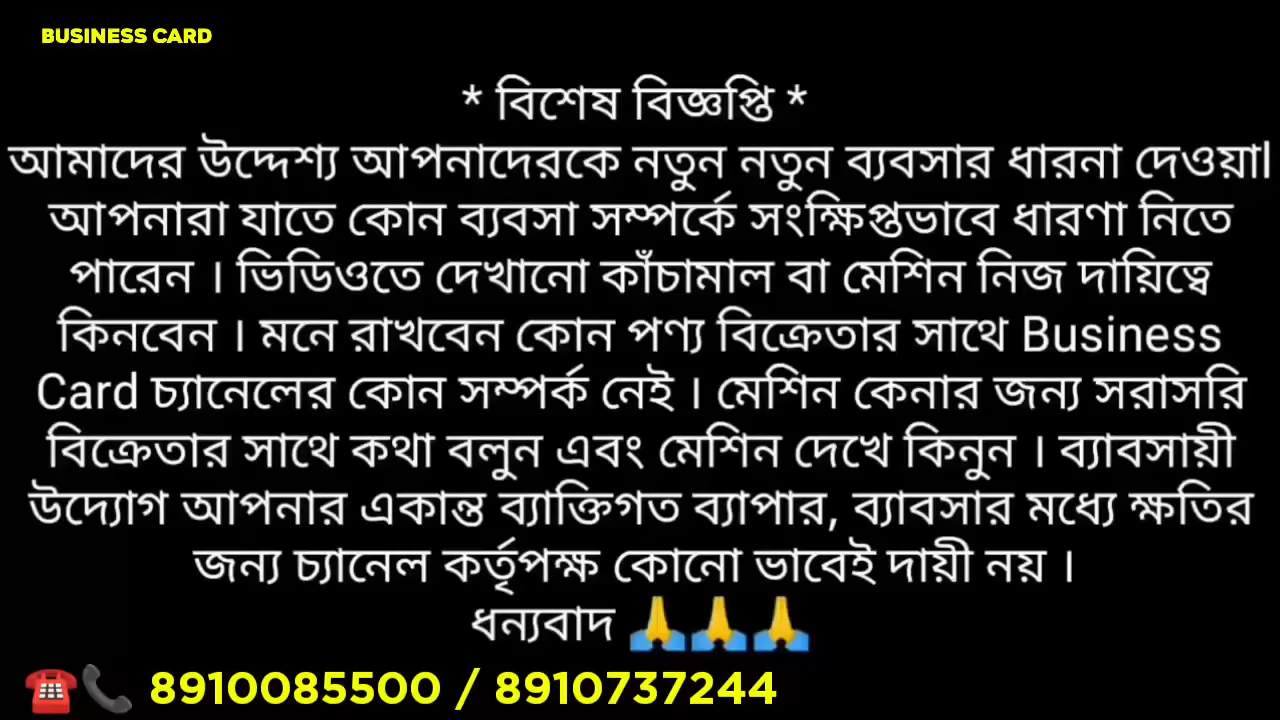 BUSINESS CARD
* বিশেষ বিজ্ঞপ্তি *
আমাদের উদ্দেশ্য আপনাদেরকে নতুন নতুন ব্যবসার ধারনা দেওয়া।
আপনারা যাতে কোন ব্যবসা সম্পর্কে সংক্ষিপ্তভাবে ধারণা নিতে
পারেন । ভিডিওতে দেখানো কাঁচামাল বা মেশিন নিজ দায়িত্বে
কিনবেন । মনে রাখবেন কোন পণ্য বিক্রেতার সাথে Business
Card চ্যানেলের কোন সম্পর্ক নেই । মেশিন কেনার জন্য সরাসরি
বিক্রেতার সাথে কথা বলুন এবং মেশিন দেখে কিনুন । ব্যাবসায়ী
উদ্যোগ আপনার একান্ত ব্যাক্তিগত ব্যাপার, ব্যাবসার মধ্যে ক্ষতির
জন্য চ্যানেল কর্তৃপক্ষ কোনো ভাবেই দায়ী নয় ।
ধন্যবাদ 🙏🙏🙏
☎️📞 8910085500 / 8910737244